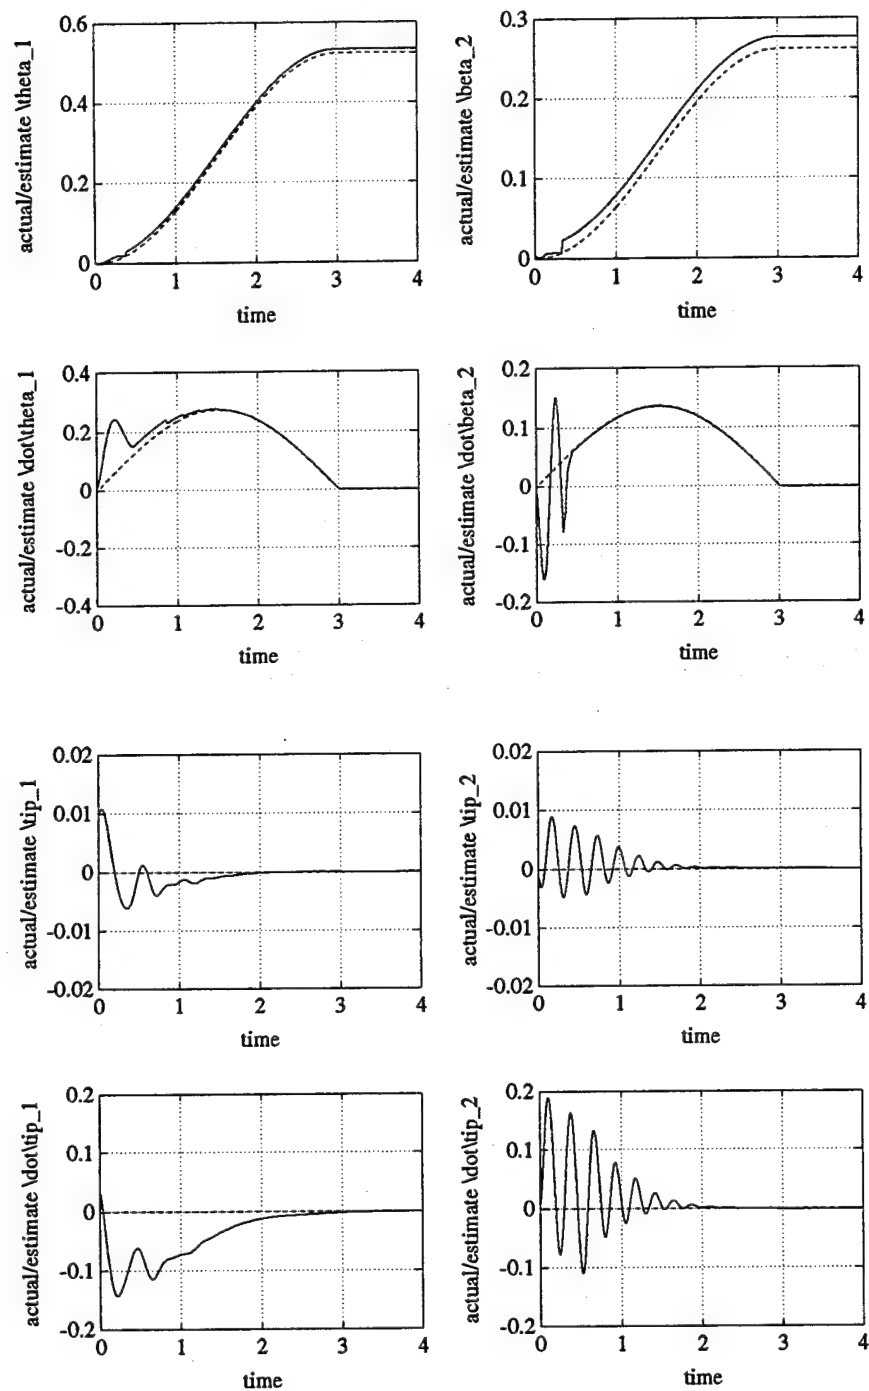 actual/estimate \theta_1
0.6
0.4
0.2
0
0 1 2 3 4
time
actual/estimate \beta_2
0.3
0.2
0.1
0
0 1 2 3 4
time
actual/estimate \dot\theta_1
0.4
0.2
0
-0.2
-0.4
0 1 2 3 4
time
actual/estimate \dot\beta_2
0.2
0.1
0
-0.1
-0.2
0 1 2 3 4
time
actual/estimate \tip_1
0.02
0.01
0
-0.01
-0.02
0 1 2 3 4
time
actual/estimate \tip_2
0.02
0.01
0
-0.01
-0.02
0 1 2 3 4
time
actual/estimate \dot\tip_1
0.2
0.1
0
-0.1
-0.2
0 1 2 3 4
time
actual/estimate \dot\tip_2
0.2
0.1
0
-0.1
-0.2
0 1 2 3 4
time